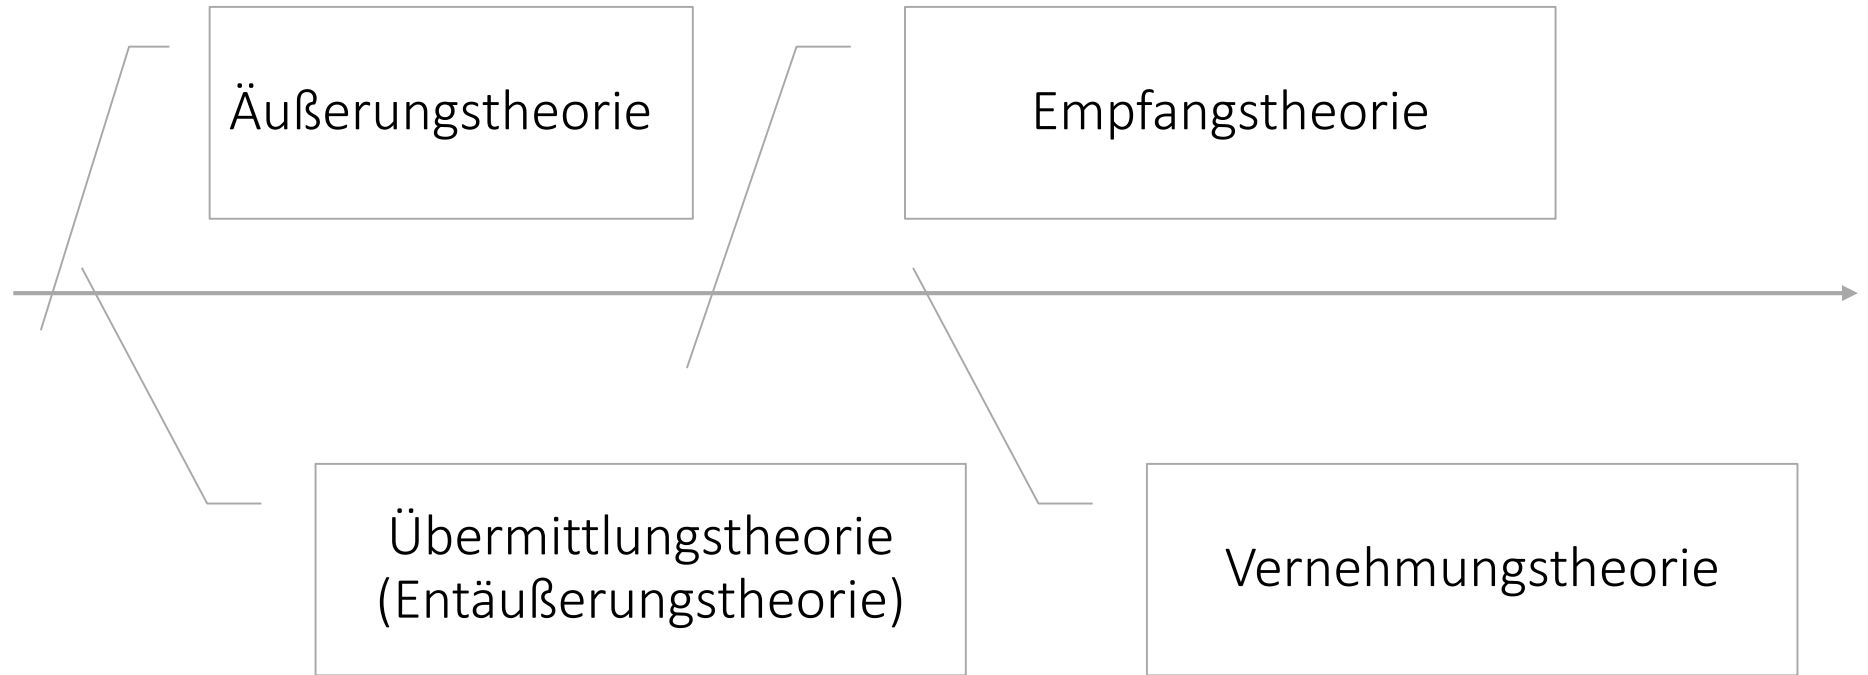 Äußerungstheorie
Empfangstheorie
Übermittlungstheorie
(Entäußerungstheorie)
Vernehmungstheorie